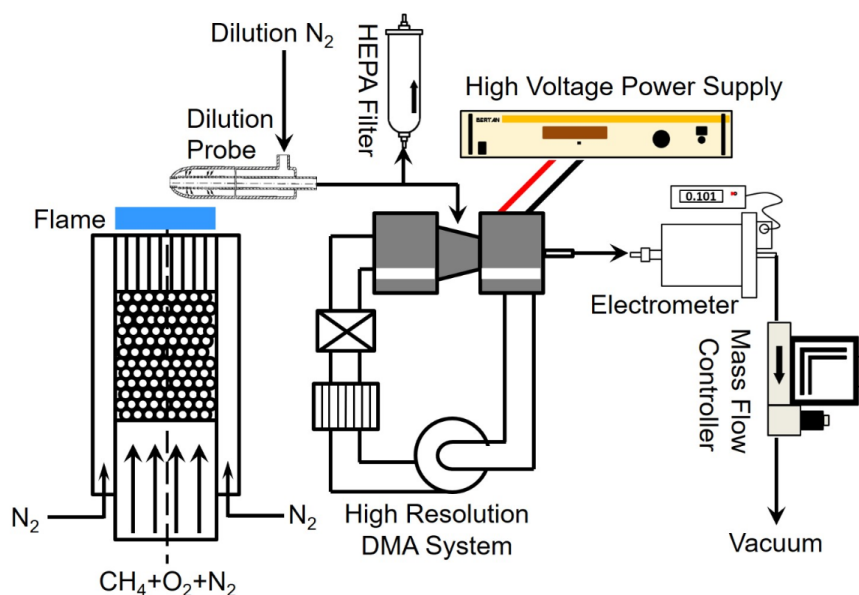 Dilution N₂
Dilution
Probe
HEPA Filter
High Voltage Power Supply
BERTAN
Flame
0.101
Electrometer
Mass Flow
Controller
N₂
N₂
High Resolution
DMA System
CH₄+O₂+N₂
Vacuum